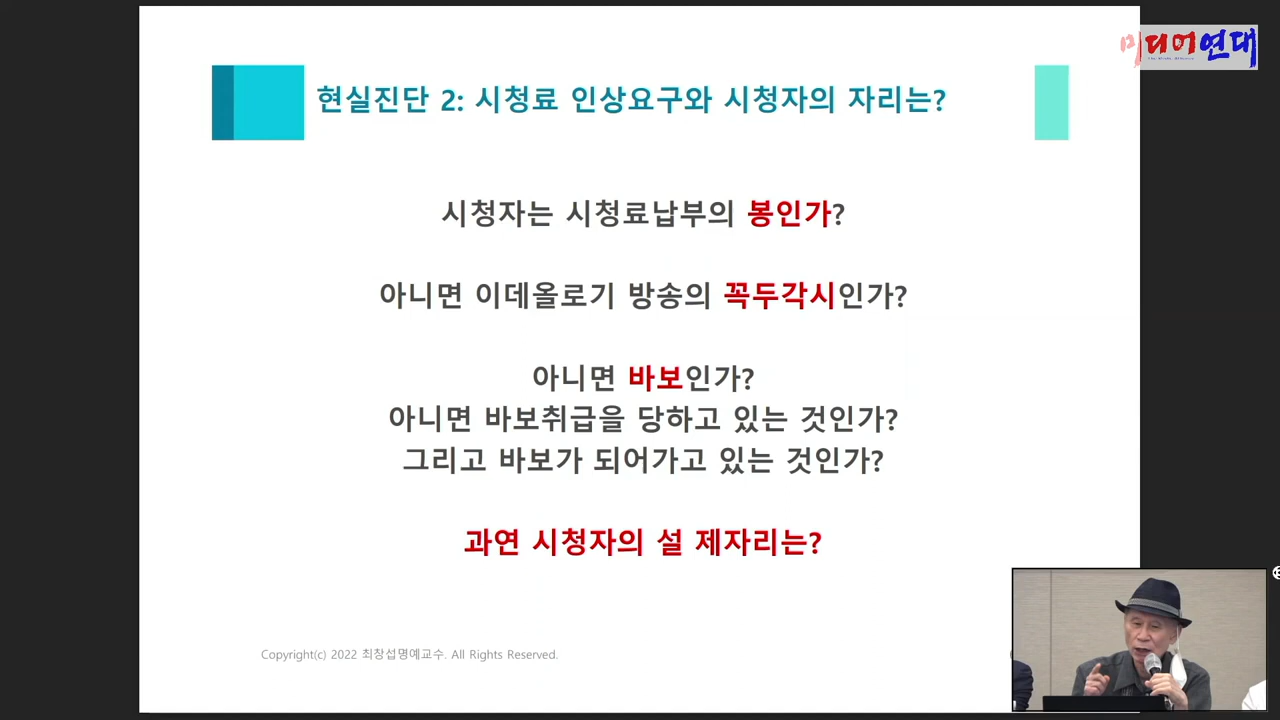 미디어연대
현실진단 2: 시청료 인상요구와 시청자의 자리는?
시청자는 시청료납부의 봉인가?
아니면 이데올로기 방송의 꼭두각시인가?
아니면 바보인가?
아니면 바보취급을 당하고 있는 것인가?
그리고 바보가 되어가고 있는 것인가?
과연 시청자의 설 제자리는?
Copyright(c) 2022 최창섭명예교수. All Rights Reserved.